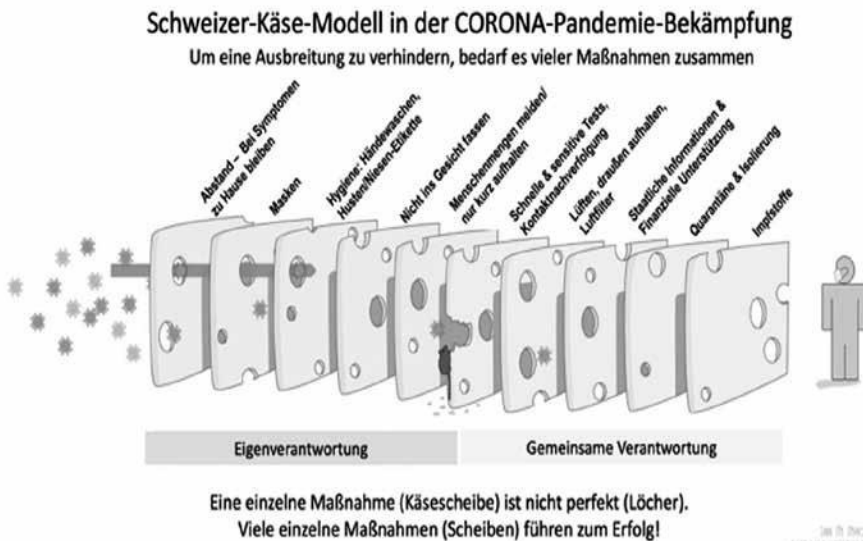 Schweizer-Käse-Modell in der CORONA-Pandemie-Bekämpfung
Um eine Ausbreitung zu verhindern, bedarf es vieler Maßnahmen zusammen
Abstand – Bei Symptomen
zu Hause bleiben
Masken
Hygiene: Händewaschen,
Husten/Niesen-Etikette
Nicht ins Gesicht fassen
Menschenmengen meiden/
nur kurz aufhalten
Schnelle & sensitive Tests,
Kontaktnachverfolgung
Lüften, draußen aufhalten,
Luftfilter
Staatliche Informationen &
Finanzielle Unterstützung
Quarantäne & Isolierung
Impfstoffe
Eigenverantwortung
Gemeinsame Verantwortung
Eine einzelne Maßnahme (Käsescheibe) ist nicht perfekt (Löcher).
Viele einzelne Maßnahmen (Scheiben) führen zum Erfolg!